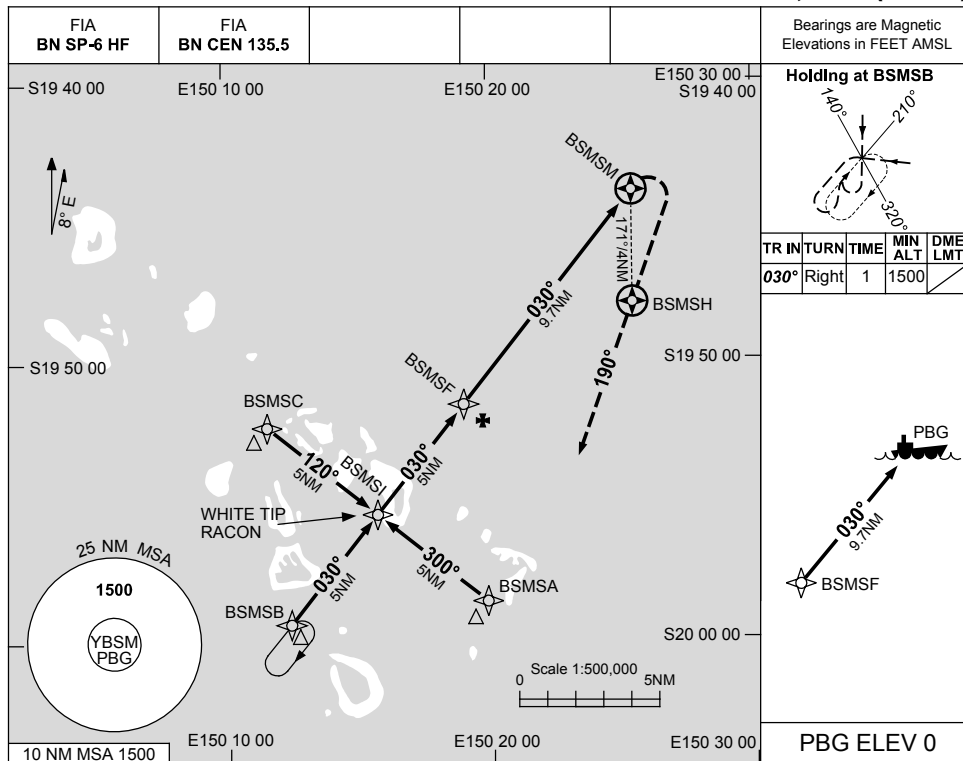 FIA
BN SP-6 HF
FIA
BN CEN 135.5
Bearings are Magnetic
Elevations in FEET AMSL
S19 40 00
E150 10 00
E150 20 00
E150 30 00
S19 40 00
Holding at BSMSB
140°
210°
320°
TR IN TURN TIME MIN ALT DME LMT
030° Right 1 1500
8° E
BSMSM
171°/4NM
BSMSH
030°
9.7NM
190°
S19 50 00
S19 50 00
BSMSF
BSMSC
120°
5NM
BSMSI
030°
5NM
WHITE TIP
RACON
300°
5NM
BSMSA
030°
5NM
BSMSB
PBG
030°
9.7NM
BSMSF
25 NM MSA
1500
YBSM
PBG
S20 00 00
Scale 1:500,000
0 5NM
10 NM MSA 1500
E150 10 00
E150 20 00
E150 30 00
PBG ELEV 0